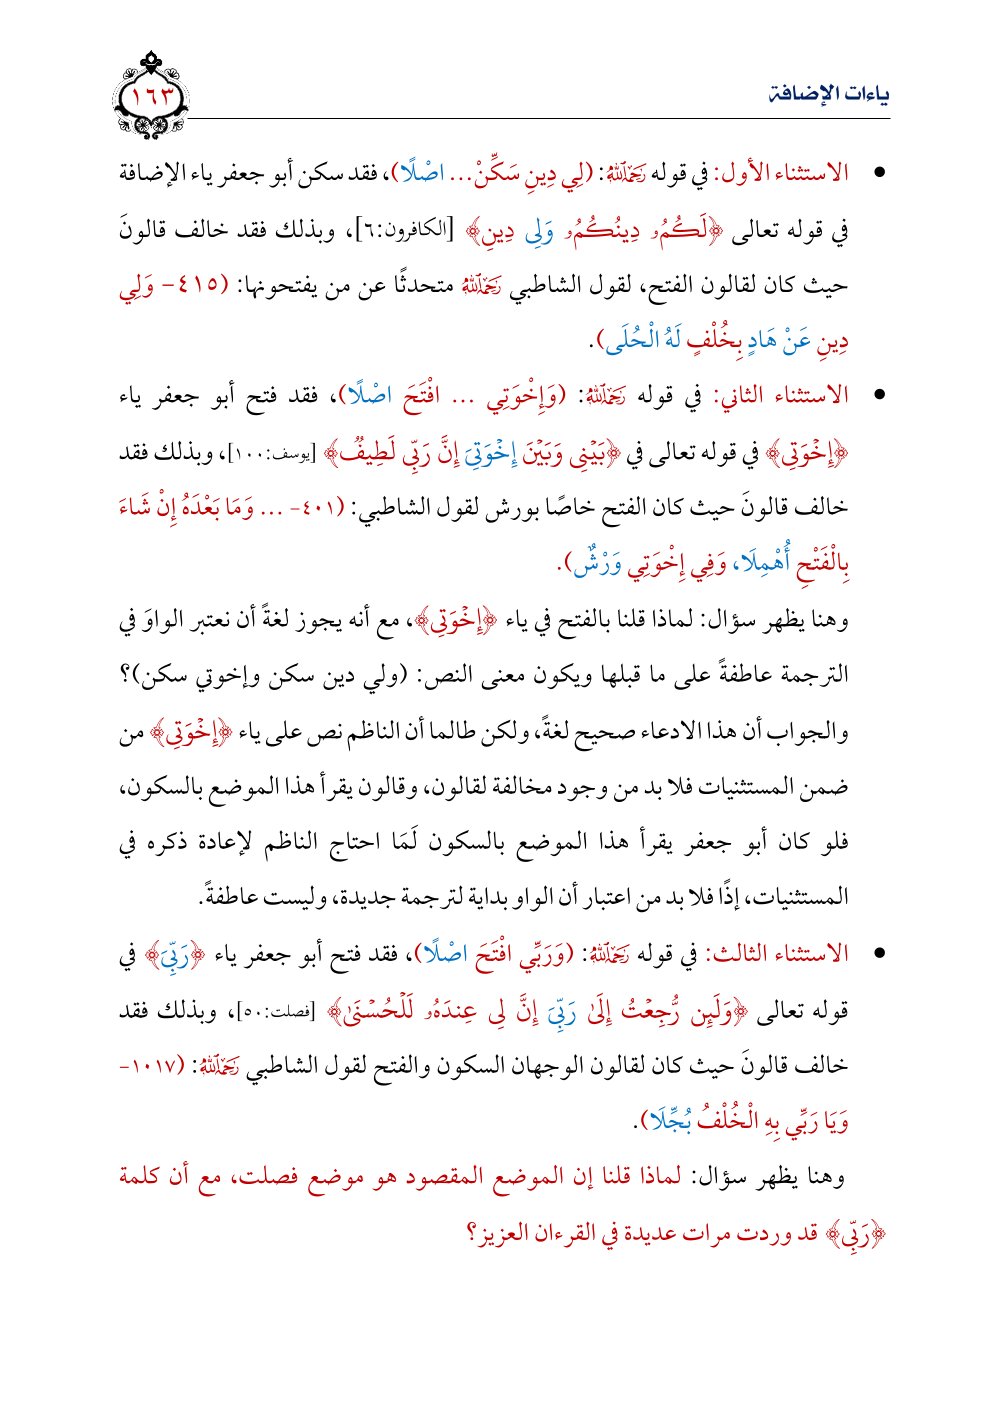 ياءات الإضافة
١٦٣
• الاستثناء الأول: في قوله رَحِمَهُ ٱللَّهُ: (لِي دِينِ سَكِّنْ... اصْلًا)، فقد سكن أبو جعفر ياء الإضافة
في قوله تعالى ﴿لَكُمُۥ دِينُكُمُۥ وَلِى دِينِ﴾ [الكافرون:٦]، وبذلك فقد خالف قالونَ
حيث كان لقالون الفتح، لقول الشاطبي رَحِمَهُ ٱللَّهُ متحدثًا عن من يفتحونها: (٤١٥- وَلِي
دِينِ عَنْ هَادٍ بِخُلْفٍ لَهُ الْحُلَى).
• الاستثناء الثاني: في قوله رَحِمَهُ ٱللَّهُ: (وَإِخْوَتِي ... افْتَحَ اصْلًا)، فقد فتح أبو جعفر ياء
﴿إِخْوَتِي﴾ في قوله تعالى في ﴿بَيْنِى وَبَيْنَ إِخْوَتِىَ إِنَّ رَبِّى لَطِيفٌ﴾ [يوسف:١٠٠]، وبذلك فقد
خالف قالونَ حيث كان الفتح خاصًا بورش لقول الشاطبي: (٤٠١- ... وَمَا بَعْدَهُ إِنْ شَاءَ
بِالْفَتْحِ أُهْمِلَا، وَفِي إِخْوَتِي وَرْشٌ).
وهنا يظهر سؤال: لماذا قلنا بالفتح في ياء ﴿إِخْوَتِي﴾، مع أنه يجوز لغةً أن نعتبر الواوَ في
الترجمة عاطفةً على ما قبلها ويكون معنى النص: (ولي دين سكن وإخوتي سكن)؟
والجواب أن هذا الادعاء صحيح لغةً، ولكن طالما أن الناظم نص على ياء ﴿إِخْوَتِي﴾ من
ضمن المستثنيات فلا بد من وجود مخالفة لقالون، وقالون يقرأ هذا الموضع بالسكون،
فلو كان أبو جعفر يقرأ هذا الموضع بالسكون لَمَا احتاج الناظم لإعادة ذكره في
المستثنيات، إذًا فلا بد من اعتبار أن الواو بداية لترجمة جديدة، وليست عاطفةً.
• الاستثناء الثالث: في قوله رَحِمَهُ ٱللَّهُ: (وَرَبِّي افْتَحَ اصْلًا)، فقد فتح أبو جعفر ياء ﴿رَبِّىَ﴾ في
قوله تعالى ﴿وَلَئِن رُّجِعْتُ إِلَىٰ رَبِّىَ إِنَّ لِى عِندَهُۥ لَلْحُسْنَىٰ﴾ [فصلت:٥٠]، وبذلك فقد
خالف قالونَ حيث كان لقالون الوجهان السكون والفتح لقول الشاطبي رَحِمَهُ ٱللَّهُ: (١٠١٧-
وَيَا رَبِّي بِهِ الْخُلْفُ بُجِّلَا).
وهنا يظهر سؤال: لماذا قلنا إن الموضع المقصود هو موضع فصلت، مع أن كلمة
﴿رَبِّى﴾ قد وردت مرات عديدة في القرءان العزيز؟